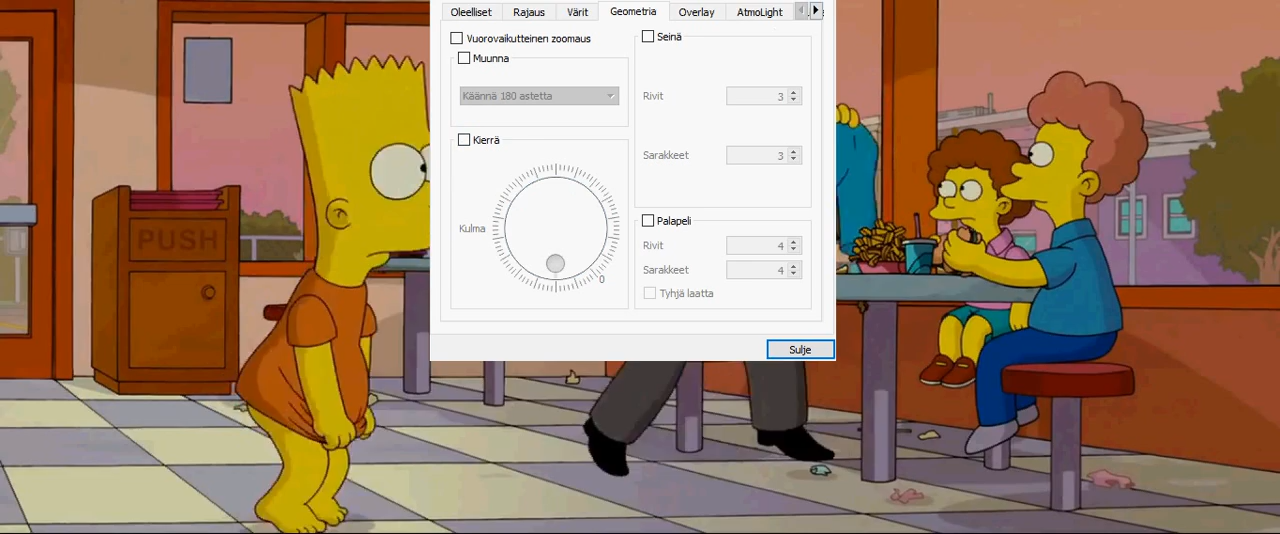 Oleelliset Rajaus Värit Geometria Overlay AtmoLight
Vuorovaikutteinen zoomaus
Muunna
Käännä 180 astetta
Kierrä
Kulma
0
Seinä
Rivit 3
Sarakkeet 3
Palapeli
Rivit 4
Sarakkeet 4
Tyhjä laatta
Sulje
PUSH